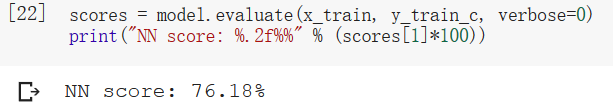 [22] scores = model.evaluate(x_train, y_train_c, verbose=0)
print("NN score: %.2f%%" % (scores[1]*100))
NN score: 76.18%